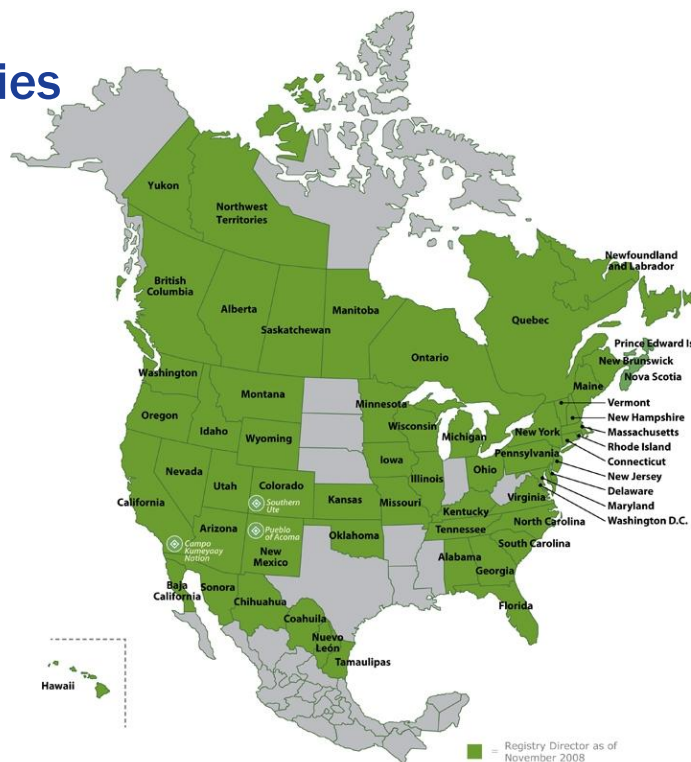 ies
Yukon
Northwest
Territories
British
Columbia
Alberta
Saskatchewan
Manitoba
Ontario
Quebec
Newfoundland
and Labrador
Prince Edward Is
New Brunswick
Nova Scotia
Maine
Vermont
New Hampshire
Massachusetts
Rhode Island
Connecticut
New Jersey
Delaware
Maryland
Washington D.C.
Washington
Oregon
Idaho
Montana
Wyoming
Minnesota
Wisconsin
Michigan
New York
Pennsylvania
Iowa
Illinois
Ohio
Nevada
Utah
Colorado
Kansas
Missouri
Kentucky
Virginia
Southern
Ute
California
Arizona
Pueblo
of Acoma
New
Mexico
Oklahoma
Tennessee
North Carolina
South Carolina
Campo
Kumeyaay
Nation
Alabama
Georgia
Florida
Baja
California
Sonora
Chihuahua
Coahuila
Nuevo
León
Tamaulipas
Hawaii
= Registry Director as of
November 2008